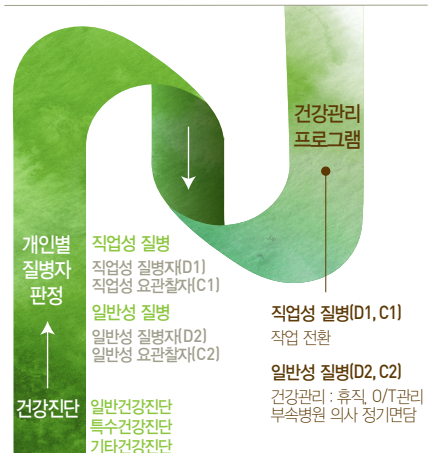 건강관리
프로그램
개인별
질병자
판정
직업성 질병
직업성 질병자(D1)
직업성 요관찰자(C1)
일반성 질병
일반성 질병자(D2)
일반성 요관찰자(C2)
건강진단
일반건강진단
특수건강진단
기타건강진단
직업성 질병(D1, C1)
작업 전환
일반성 질병(D2, C2)
건강관리 : 휴직, O/T관리
부속병원 의사 정기면담